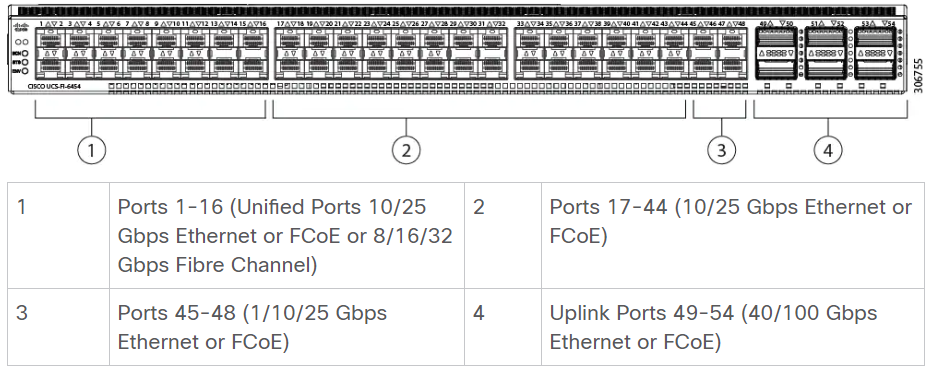 1 2 3 4 5 6 7 8 9 10 11 12 13 14 15 16 17 18 19 20 21 22 23 24 25 26 27 28 29 30 31 32 33 34 35 36 37 38 39 40 41 42 43 44 45 46 47 48 49 50 51 52 53 54
CISCO UCS-FI-6454
306755
1 2 3 4
1 Ports 1-16 (Unified Ports 10/25 
Gbps Ethernet or FCoE or 8/16/32 
Gbps Fibre Channel)
2 Ports 17-44 (10/25 Gbps Ethernet or 
FCoE)
3 Ports 45-48 (1/10/25 Gbps 
Ethernet or FCoE)
4 Uplink Ports 49-54 (40/100 Gbps 
Ethernet or FCoE)